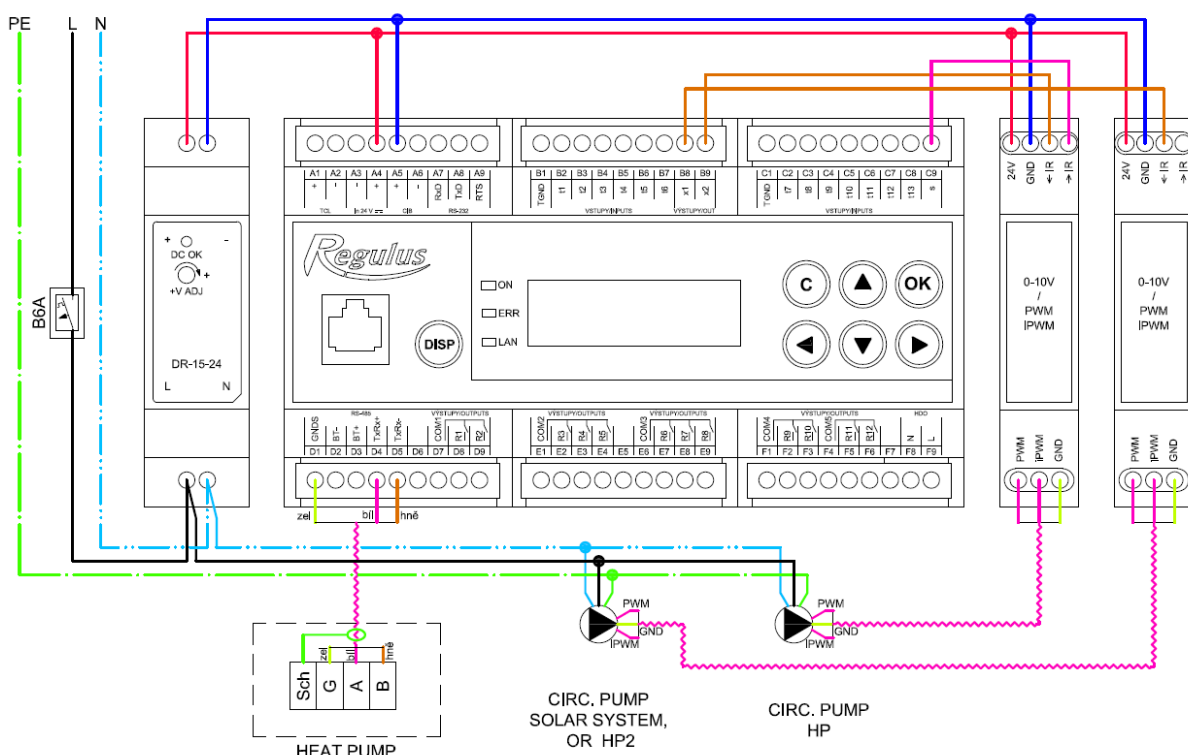 PE L N
24V GND ←IR →IR
24V GND ←IR →IR
A1 A2 A3 A4 A5 A6 A7 A8 A9
+ - - + + - RxD TxD RTS
TCL In 24 V CIB RS-232
B1 B2 B3 B4 B5 B6 B7 B8 B9
TGND t1 t2 t3 t4 t5 t6 x1 x2
VSTUPY/INPUTS VÝSTUPY/OUT
C1 C2 C3 C4 C5 C6 C7 C8 C9
TGND t7 t8 t9 t10 t11 t12 t13 s
VSTUPY/INPUTS
+ -
DC OK
+
+V ADJ
DR-15-24
L N
B6A
Regulus
ON
ERR
LAN
DISP
C ▲ OK
◀ ▼ ▶
0-10V
/
PWM
IPWM
0-10V
/
PWM
IPWM
RS-485 VÝSTUPY/OUTPUTS
GNDS BT- BT+ TxRx+ TxRx- COM1 R1 R2
D1 D2 D3 D4 D5 D6 D7 D8 D9
VÝSTUPY/OUTPUTS VÝSTUPY/OUTPUTS
COM2 R3 R4 R5 COM3 R6 R7 R8
E1 E2 E3 E4 E5 E6 E7 E8 E9
VÝSTUPY/OUTPUTS HDO
COM4 R9 R10 COM5 R11 R12 N L
F1 F2 F3 F4 F5 F6 F7 F8 F9
PWM IPWM GND
PWM IPWM GND
zel bíl hně
PWM
GND
IPWM
PWM
GND
IPWM
zel bíl hně
Sch G A B
HEAT PUMP
CIRC. PUMP
SOLAR SYSTEM,
OR HP2
CIRC. PUMP
HP